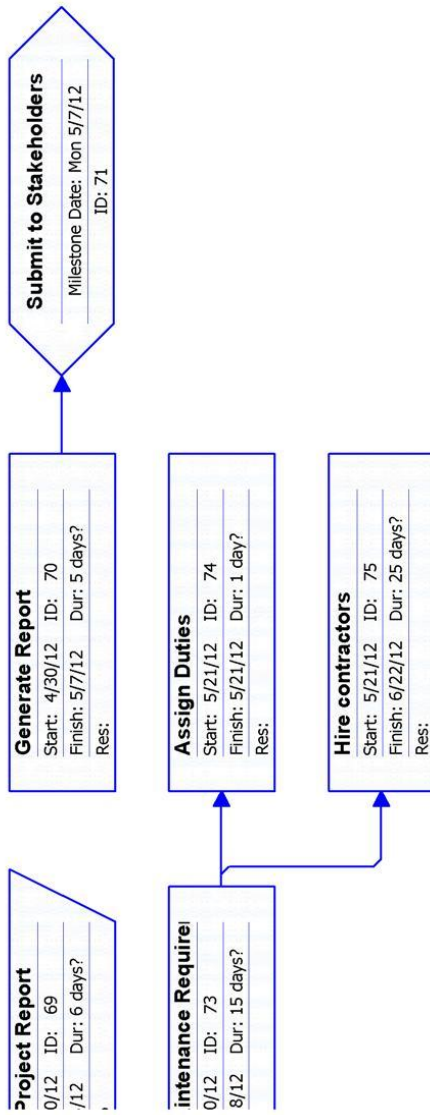 Submit to Stakeholders
Milestone Date: Mon 5/7/12
ID: 71
Generate Report
Start: 4/30/12 ID: 70
Finish: 5/7/12 Dur: 5 days?
Res:
Project Report
0/12 ID: 69
/12 Dur: 6 days?
Assign Duties
Start: 5/21/12 ID: 74
Finish: 5/21/12 Dur: 1 day?
Res:
intenance Require
0/12 ID: 73
8/12 Dur: 15 days?
Hire contractors
Start: 5/21/12 ID: 75
Finish: 6/22/12 Dur: 25 days?
Res: